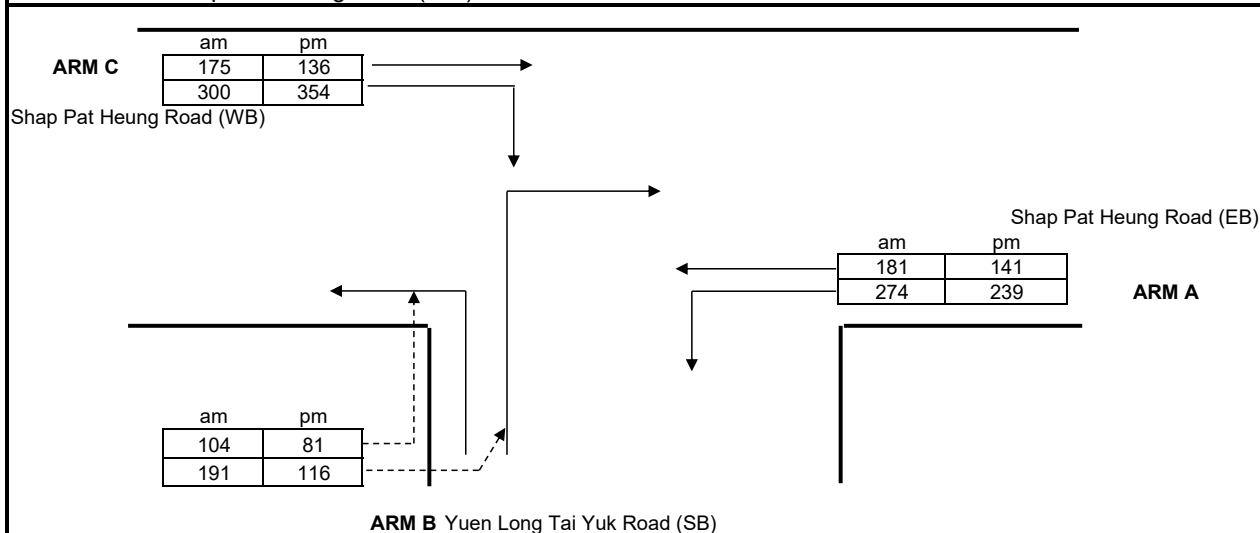 am pm
ARM C 175 136
300 354
Shap Pat Heung Road (WB)
Shap Pat Heung Road (EB)
am pm
181 141
274 239 ARM A
am pm
104 81
191 116
ARM B Yuen Long Tai Yuk Road (SB)